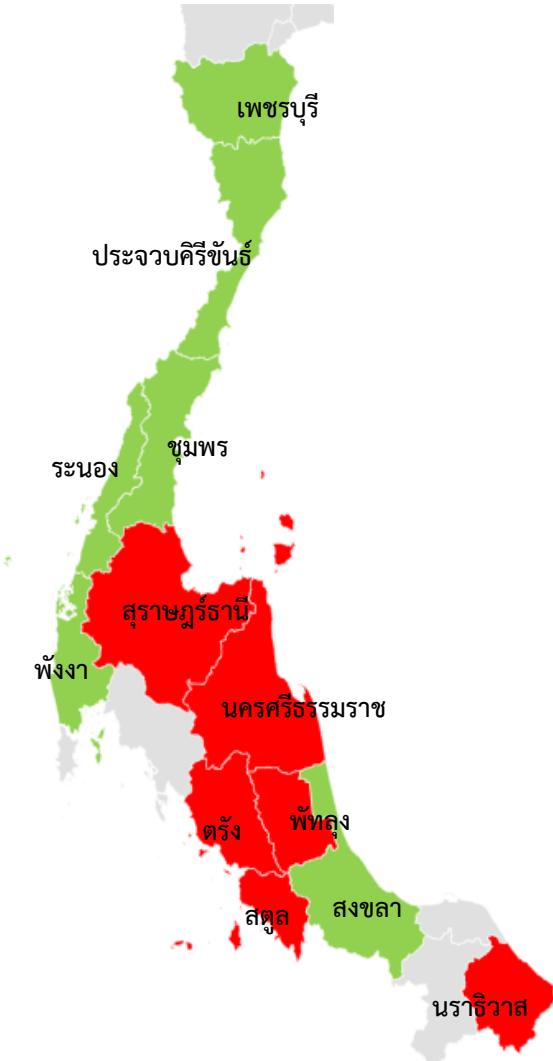 เพชรบุรี
ประจวบคิรีขันธ์
ชุมพร
ระนอง
สุราษฎร์ธานี
พังงา
นครศรีธรรมราช
พัทลุง
ตรัง
สงขลา
สตูล
นราธิวาส